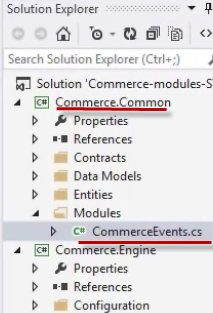 Solution Explorer
Search Solution Explorer (Ctrl+;)
Solution 'Commerce-modules-S
C# Commerce.Common
Properties
References
Contracts
Data Models
Entities
Modules
C# CommerceEvents.cs
C# Commerce.Engine
Properties
References
Configuration